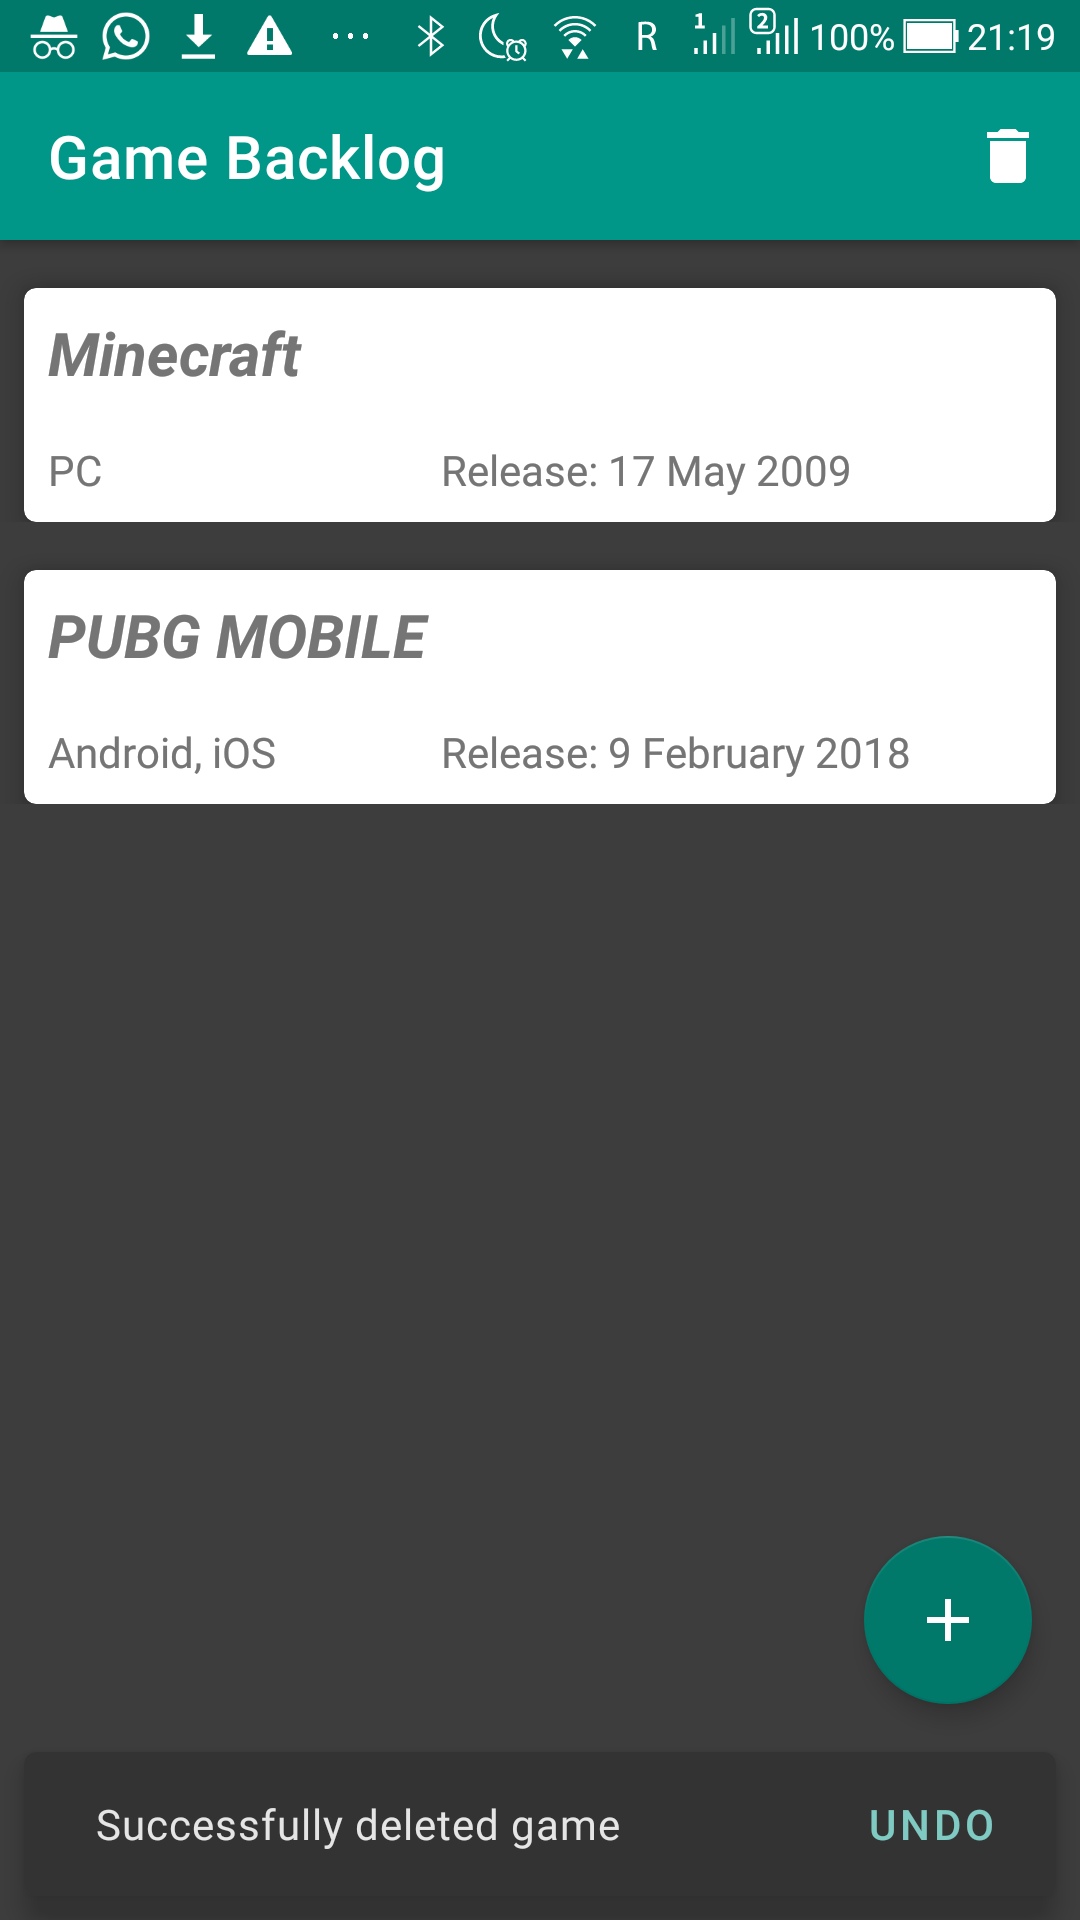 R 1 2 100% 21:19
Game Backlog
Minecraft
PC Release: 17 May 2009
PUBG MOBILE
Android, iOS Release: 9 February 2018
Successfully deleted game UNDO